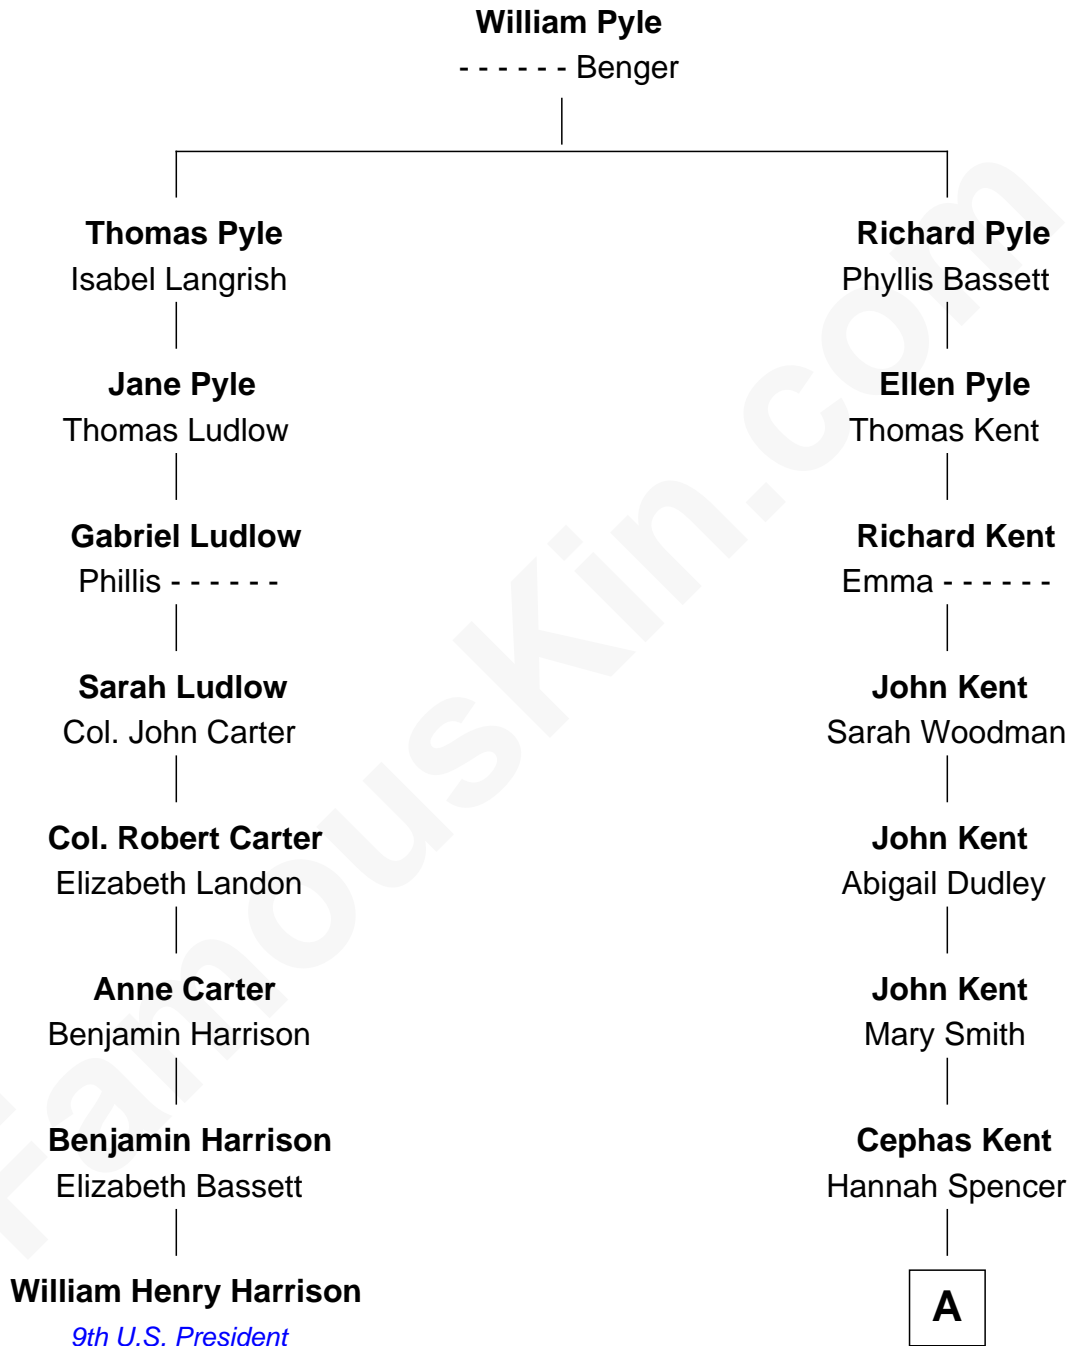 William Pyle
- - - - - - Benger
Thomas Pyle
Isabel Langrish
Richard Pyle
Phyllis Bassett
Jane Pyle
Thomas Ludlow
Ellen Pyle
Thomas Kent
Gabriel Ludlow
Phillis - - - - - -
Richard Kent
Emma - - - - - -
Sarah Ludlow
Col. John Carter
John Kent
Sarah Woodman
Col. Robert Carter
Elizabeth Landon
John Kent
Abigail Dudley
Anne Carter
Benjamin Harrison
John Kent
Mary Smith
Benjamin Harrison
Elizabeth Bassett
Cephas Kent
Hannah Spencer
William Henry Harrison
9th U.S. President
A
FamousKin.com